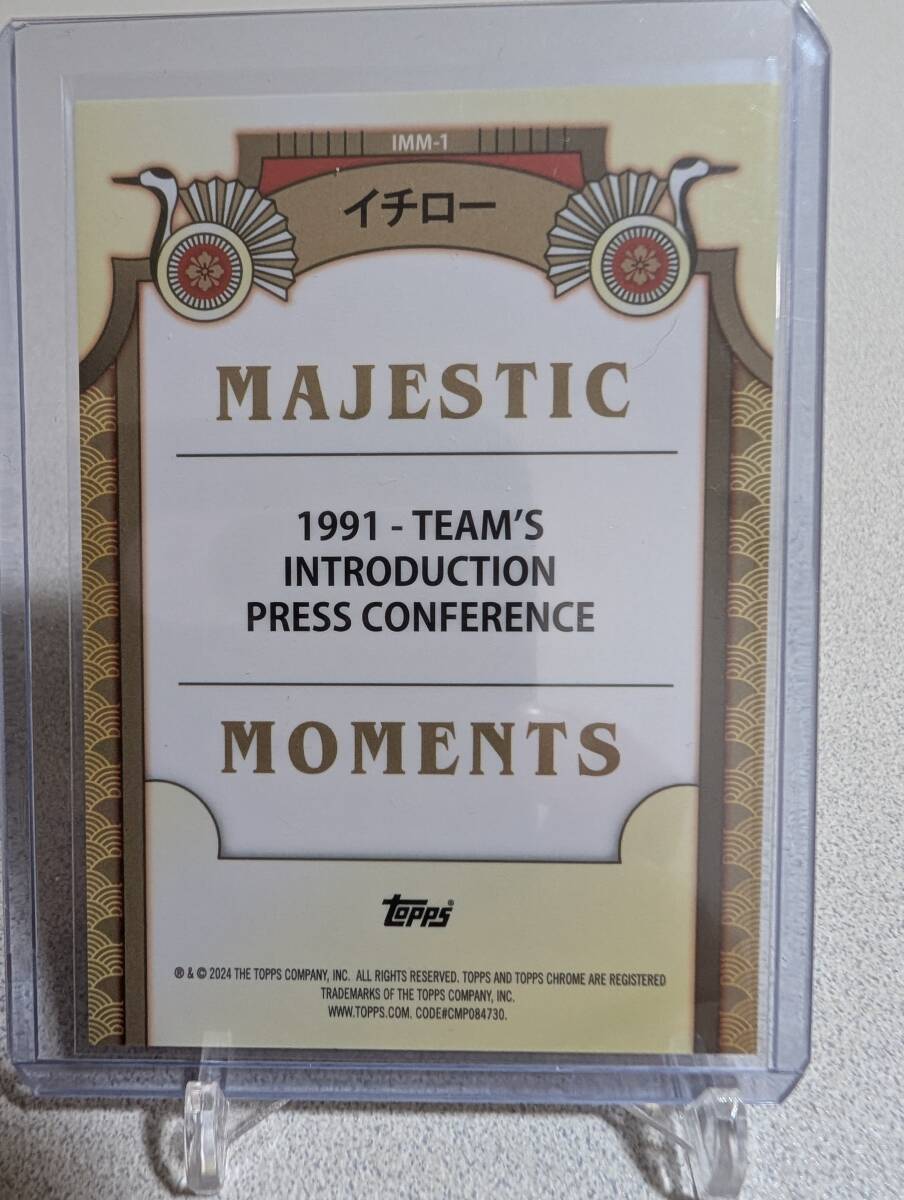 IMM-1
イチロー
MAJESTIC
1991 - TEAM'S
INTRODUCTION
PRESS CONFERENCE
MOMENTS
topps®
® & © 2024 THE TOPPS COMPANY, INC. ALL RIGHTS RESERVED. TOPPS AND TOPPS CHROME ARE REGISTERED
TRADEMARKS OF THE TOPPS COMPANY, INC.
WWW.TOPPS.COM. CODE#CMP084730.